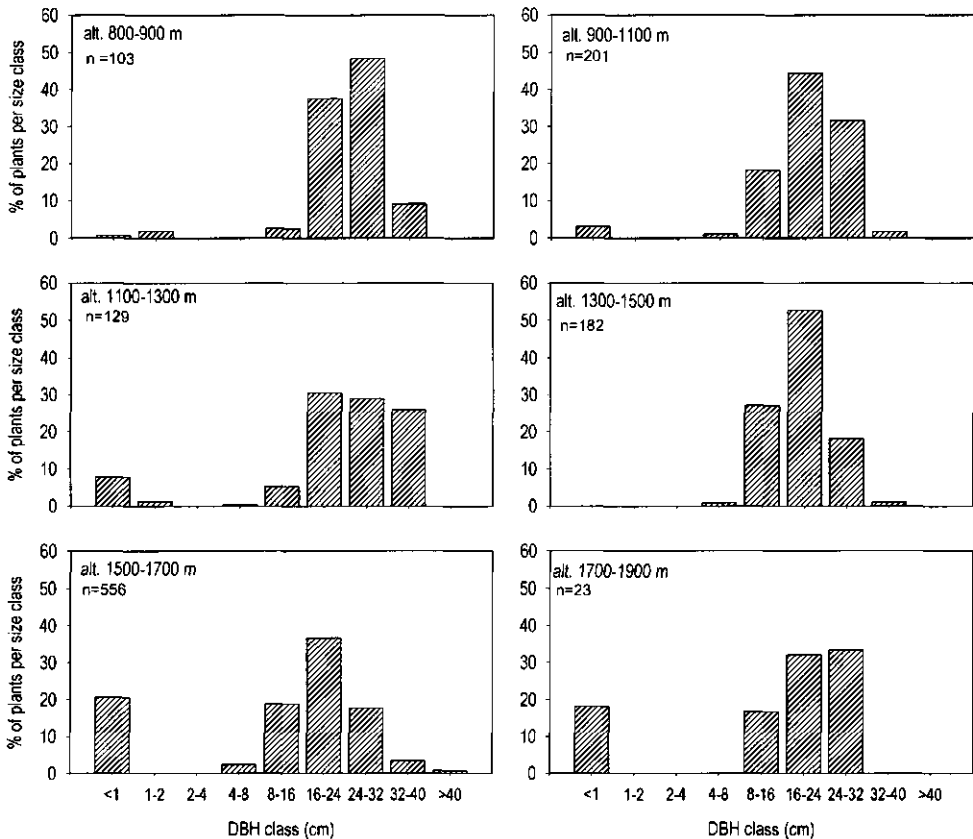 60
50
40
30
20
10
0
% of plants per size class
alt. 800-900 m
n =103
60
50
40
30
20
10
0
alt. 900-1100 m
n=201
60
50
40
30
20
10
0
% of plants per size class
alt. 1100-1300 m
n=129
60
50
40
30
20
10
0
alt. 1300-1500 m
n=182
60
50
40
30
20
10
0
% of plants per size class
alt. 1500-1700 m
n=556
<1 1-2 2-4 4-8 8-16 16-24 24-32 32-40 >40
DBH class (cm)
60
50
40
30
20
10
0
alt. 1700-1900 m
n=23
<1 1-2 2-4 4-8 8-16 16-24 24-32 32-40 >40
DBH class (cm)